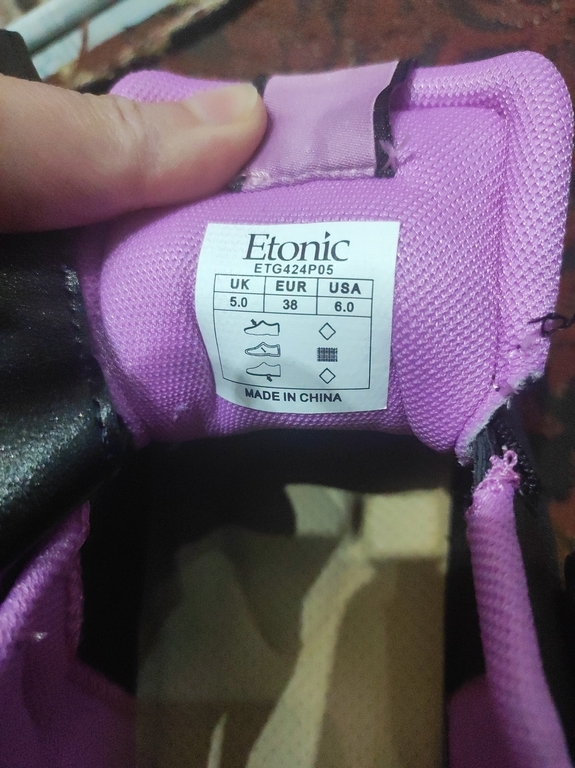 Etonic
ETG424P05
UK EUR USA
5.0 38 6.0
MADE IN CHINA